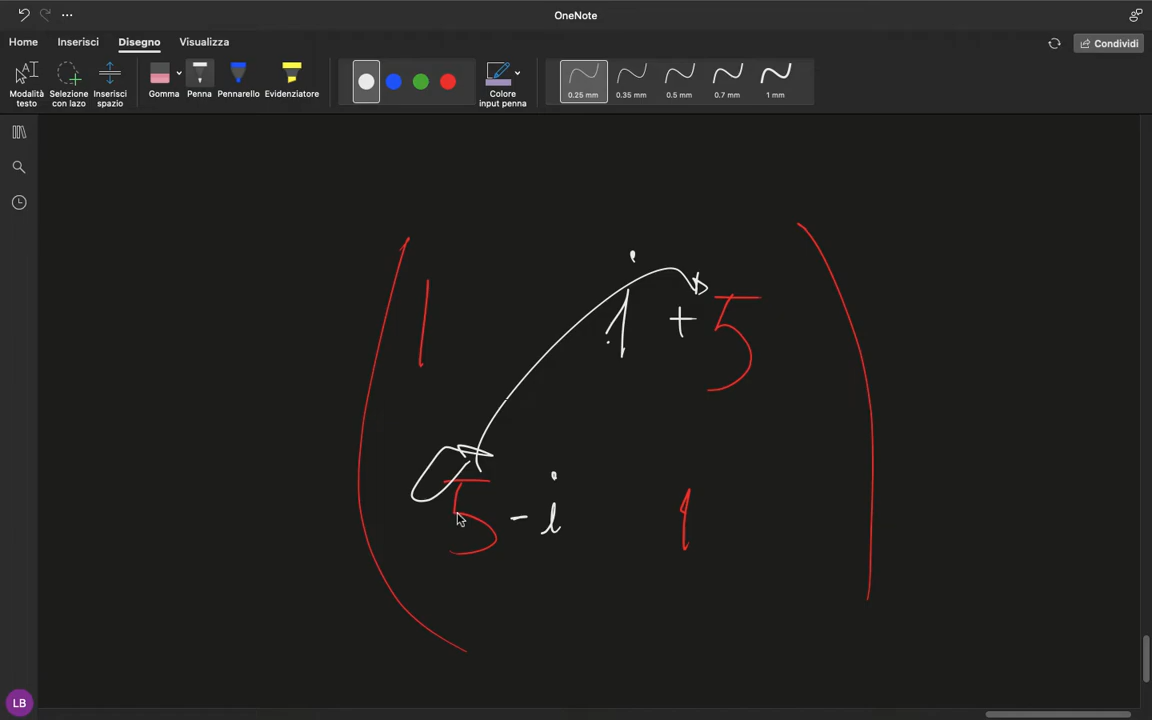 OneNote
Home Inserisci Disegno Visualizza
Condividi
Modalità testo
Selezione con lazo
Inserisci spazio
Gomma
Penna
Pennarello
Evidenziatore
Colore input penna
0.25 mm
0.35 mm
0.5 mm
0.7 mm
1 mm
1 i + 5
5 - i 1
LB